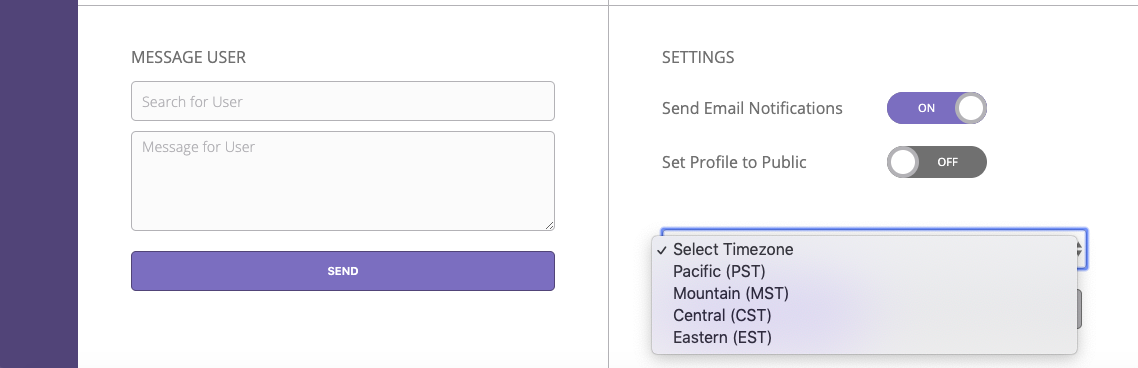 MESSAGE USER
Search for User
Message for User
SEND
SETTINGS
Send Email Notifications
ON
Set Profile to Public
OFF
Select Timezone
Pacific (PST)
Mountain (MST)
Central (CST)
Eastern (EST)